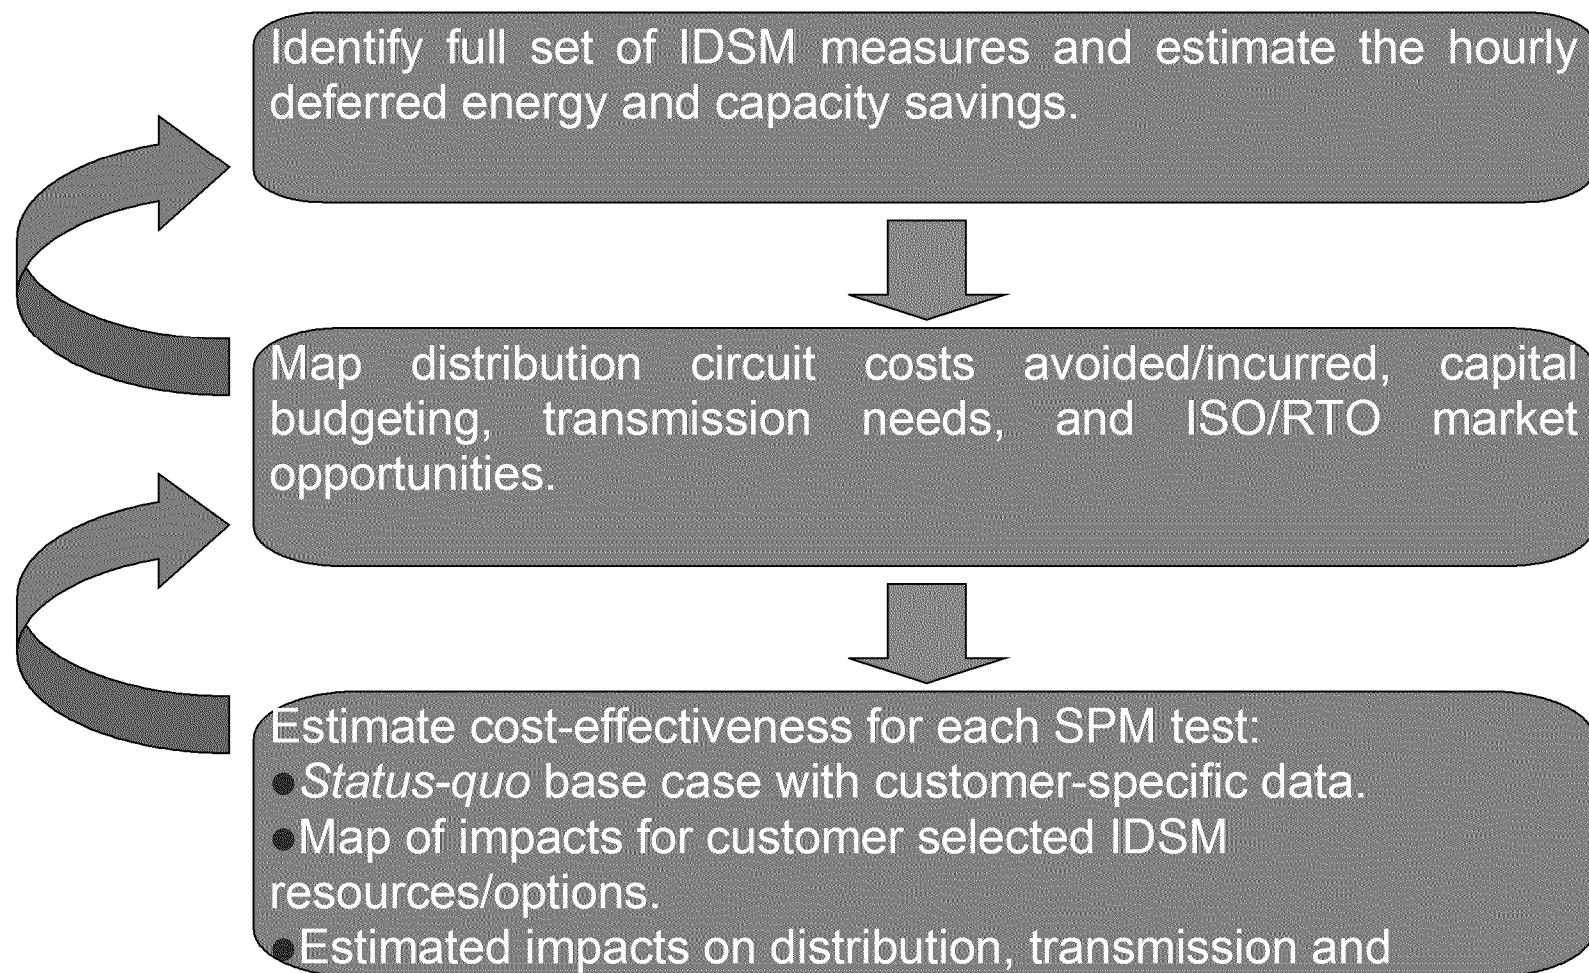 Identify full set of IDSM measures and estimate the hourly
deferred energy and capacity savings.
Map distribution circuit costs avoided/incurred, capital
budgeting, transmission needs, and ISO/RTO market
opportunities.
Estimate cost-effectiveness for each SPM test:
●Status-quo base case with customer-specific data.
●Map of impacts for customer selected IDSM
resources/options.
●Estimated impacts on distribution, transmission and